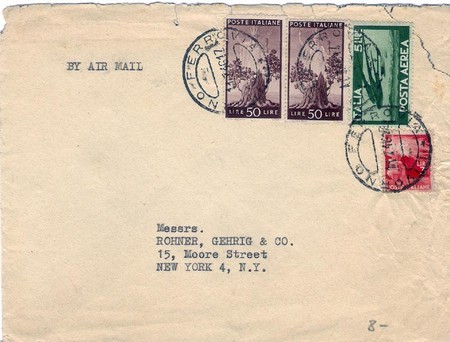 BY AIR MAIL
POSTE ITALIANE
POSTE ITALIANE
LIRE 50 LIRE
LIRE 50 LIRE
ITALIA
POSTA AEREA
FERROVIA
Messrs.
ROHNER, GEHRIG & CO.
15, Moore Street
NEW YORK 4, N.Y.
8-